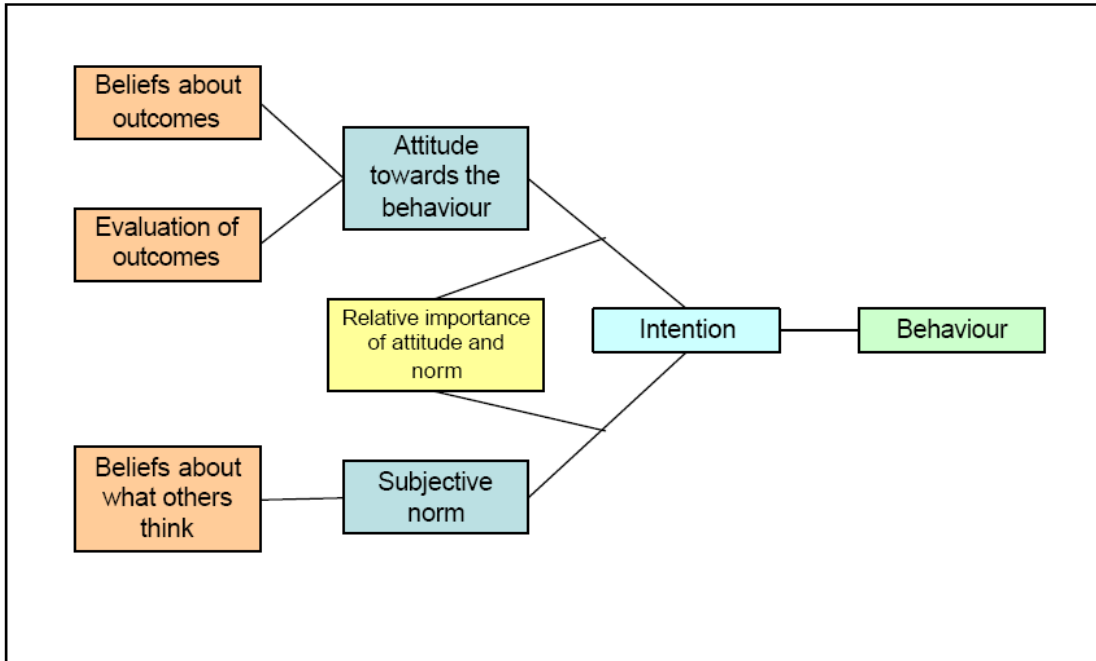 Beliefs about
outcomes
Attitude
towards the
behaviour
Evaluation of
outcomes
Relative importance
of attitude and
norm
Intention
Behaviour
Beliefs about
what others
think
Subjective
norm